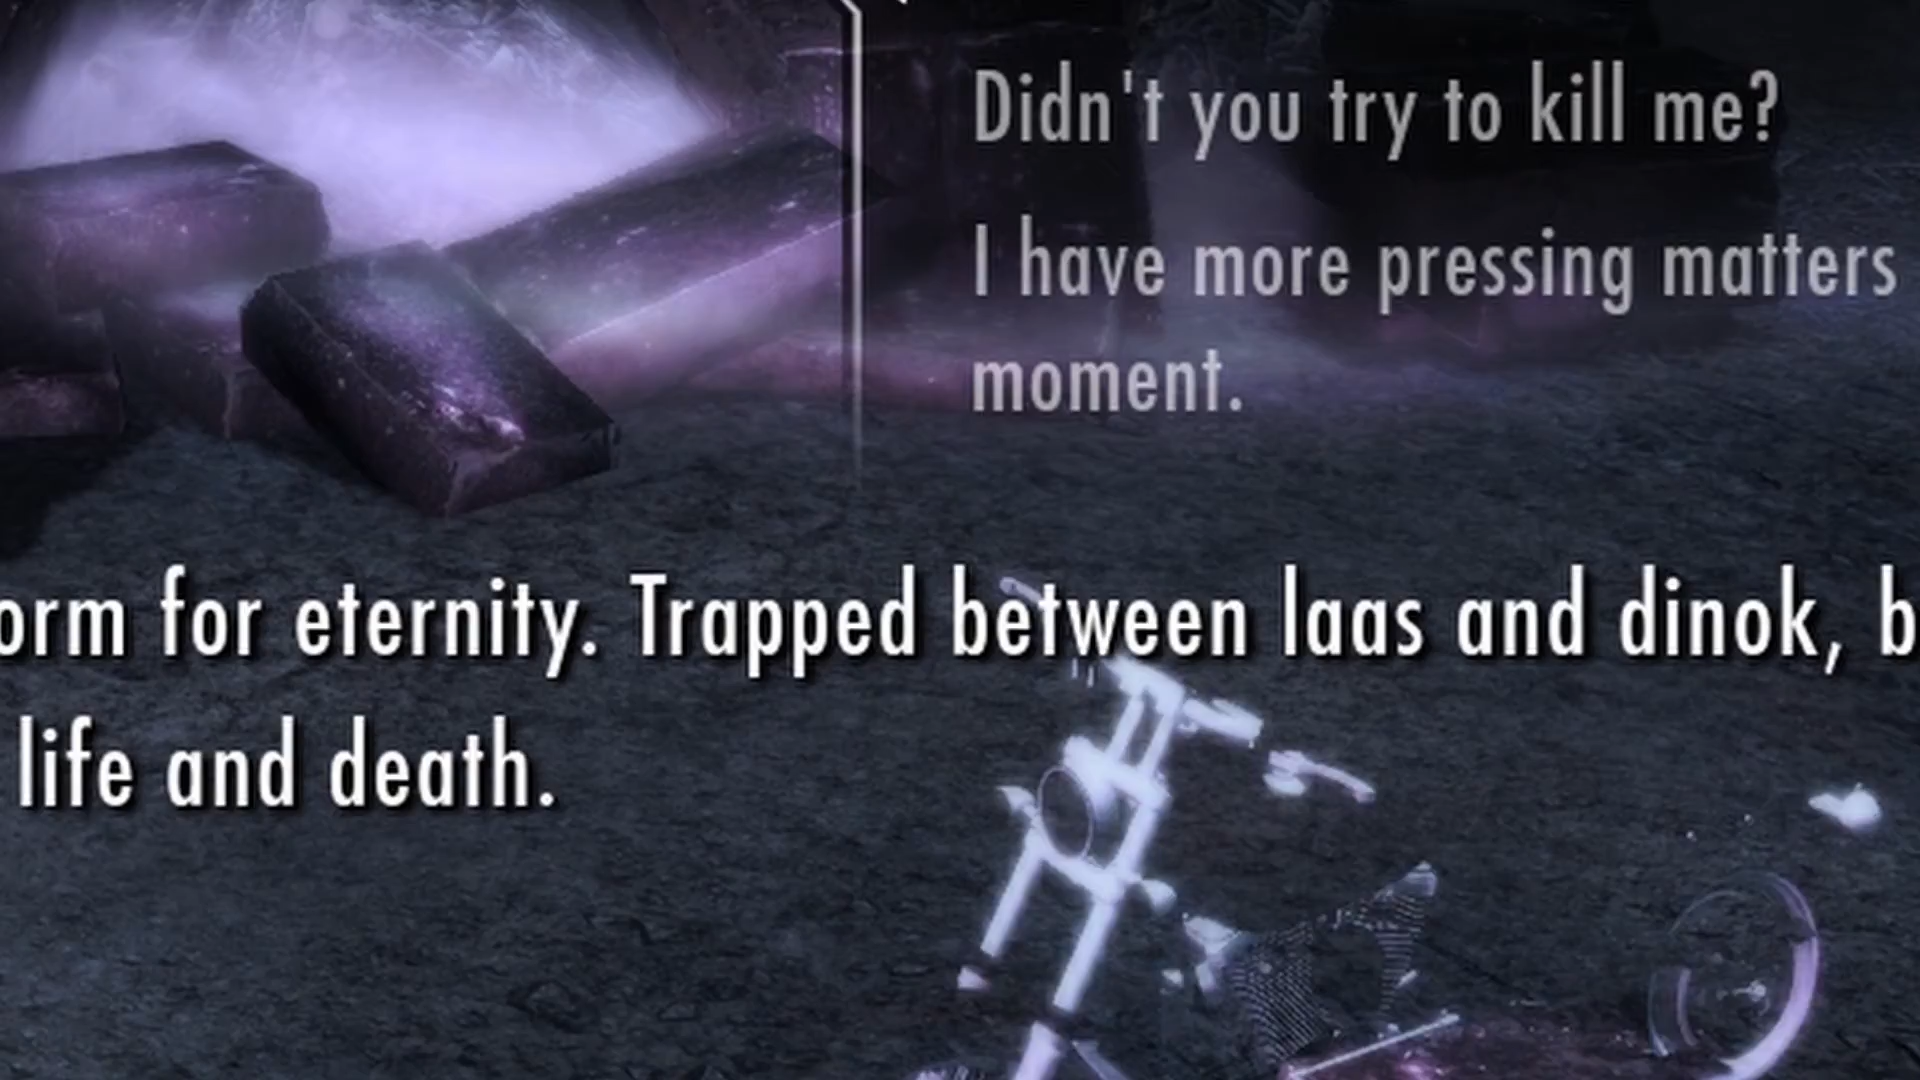 Didn't you try to kill me?
I have more pressing matters
moment.
orm for eternity. Trapped between laas and dinok, b
life and death.